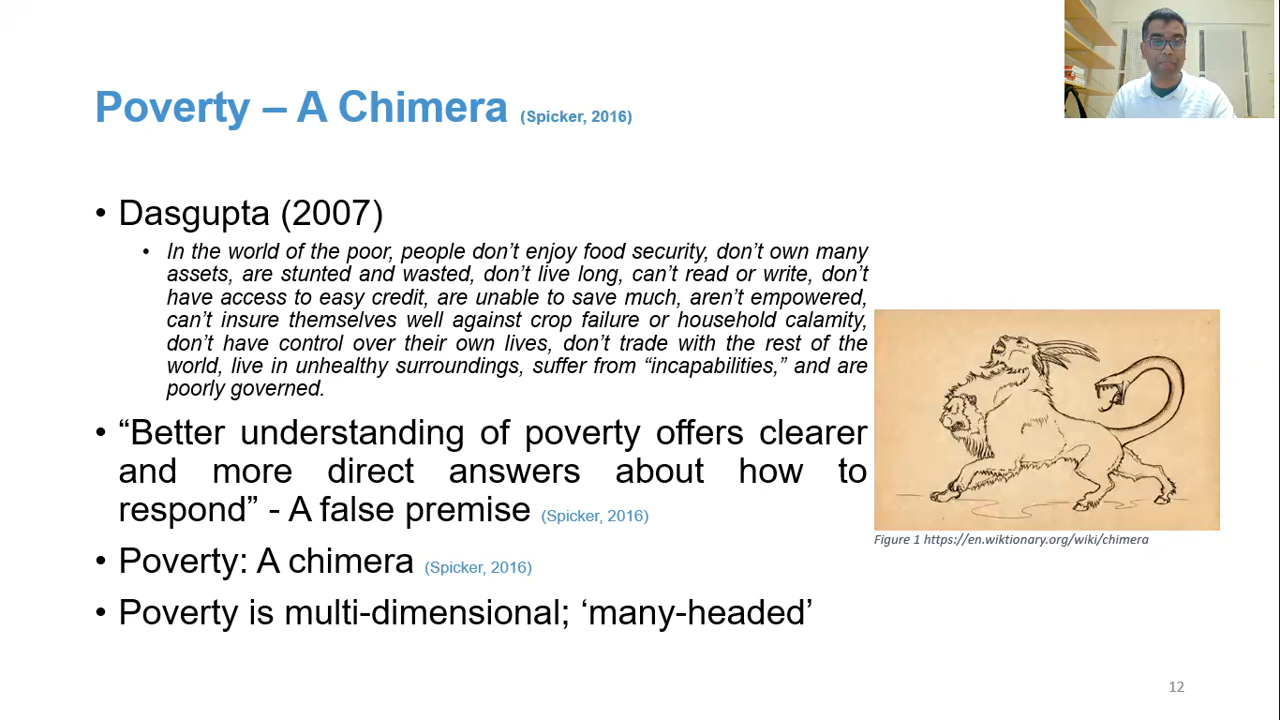 Poverty – A Chimera (Spicker, 2016)
• Dasgupta (2007)
• In the world of the poor, people don’t enjoy food security, don’t own many
assets, are stunted and wasted, don’t live long, can’t read or write, don’t
have access to easy credit, are unable to save much, aren’t empowered,
can’t insure themselves well against crop failure or household calamity,
don’t have control over their own lives, don’t trade with the rest of the
world, live in unhealthy surroundings, suffer from “incapabilities,” and are
poorly governed.
• “Better understanding of poverty offers clearer
and more direct answers about how to
respond” - A false premise (Spicker, 2016)
• Poverty: A chimera (Spicker, 2016)
• Poverty is multi-dimensional; ‘many-headed’
Figure 1 https://en.wiktionary.org/wiki/chimera
12